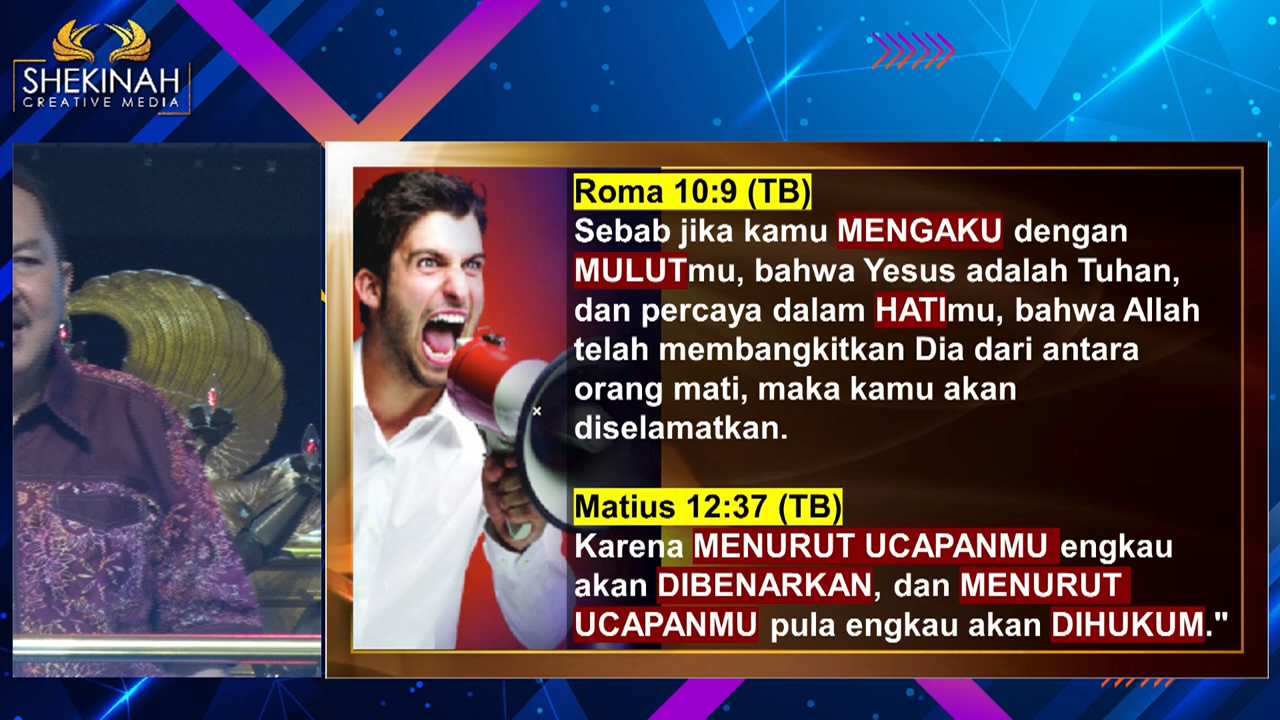 SHEKINAH
CREATIVE MEDIA
Roma 10:9 (TB)
Sebab jika kamu MENGAKU dengan
MULUTmu, bahwa Yesus adalah Tuhan,
dan percaya dalam HATImu, bahwa Allah
telah membangkitkan Dia dari antara
orang mati, maka kamu akan
diselamatkan.
Matius 12:37 (TB)
Karena MENURUT UCAPANMU engkau
akan DIBENARKAN, dan MENURUT
UCAPANMU pula engkau akan DIHUKUM."